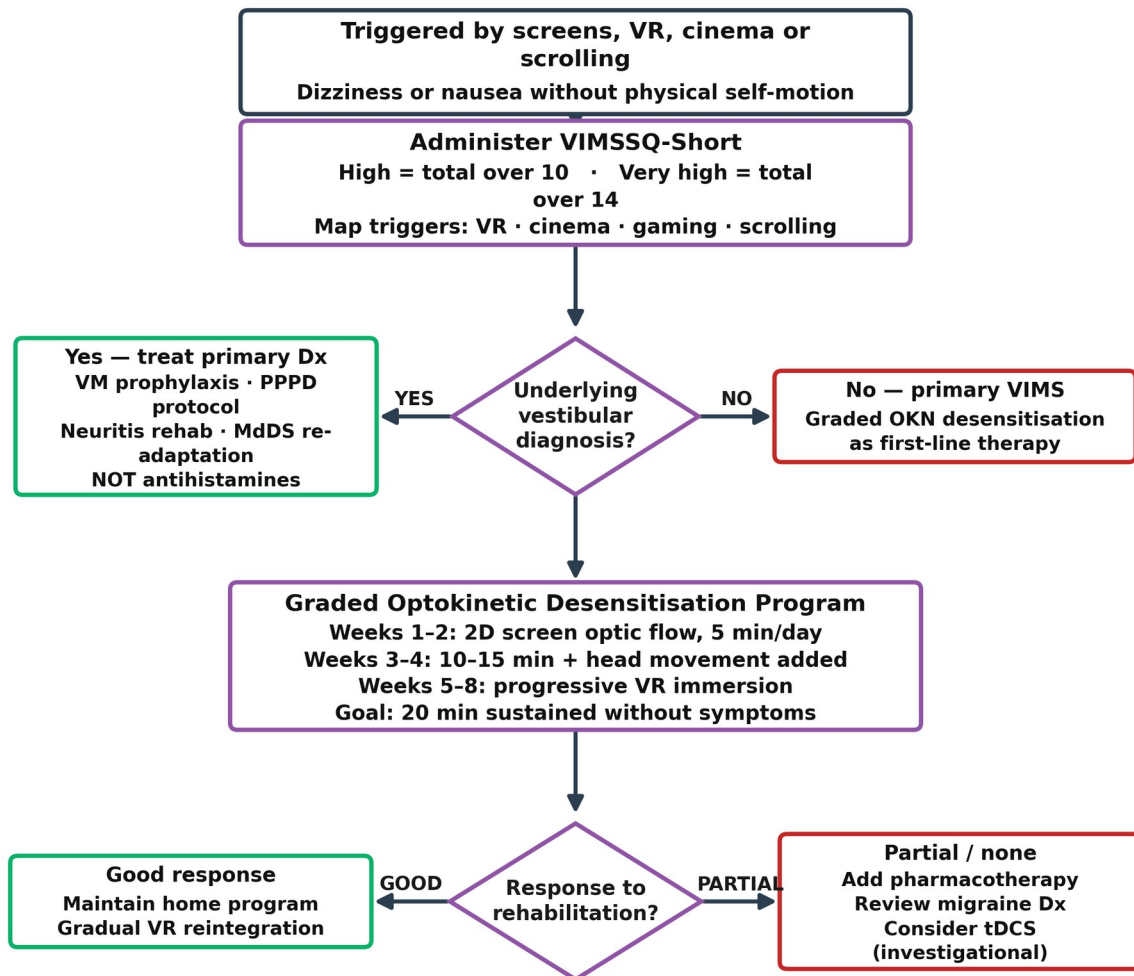 Triggered by screens, VR, cinema or
scrolling
Dizziness or nausea without physical self-motion
Administer VIMSSQ-Short
High = total over 10 · Very high = total
over 14
Map triggers: VR · cinema · gaming · scrolling
Yes — treat primary Dx
VM prophylaxis · PPPD
protocol
Neuritis rehab · MdDS re-
adaptation
NOT antihistamines
YES
Underlying
vestibular
diagnosis?
NO
No — primary VIMS
Graded OKN desensitisation
as first-line therapy
Graded Optokinetic Desensitisation Program
Weeks 1–2: 2D screen optic flow, 5 min/day
Weeks 3–4: 10–15 min + head movement added
Weeks 5–8: progressive VR immersion
Goal: 20 min sustained without symptoms
Good response
Maintain home program
Gradual VR reintegration
GOOD
Response to
rehabilitation?
PARTIAL
Partial / none
Add pharmacotherapy
Review migraine Dx
Consider tDCS
(investigational)